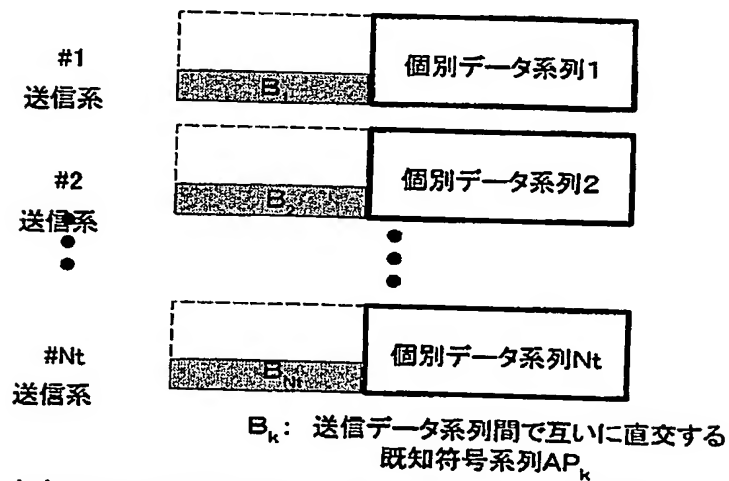 #1
送信系
B1
個別データ系列1
#2
送信系
B2
個別データ系列2
#Nt
送信系
BNt
個別データ系列Nt
Bk: 送信データ系列間で互いに直交する
既知符号系列APk